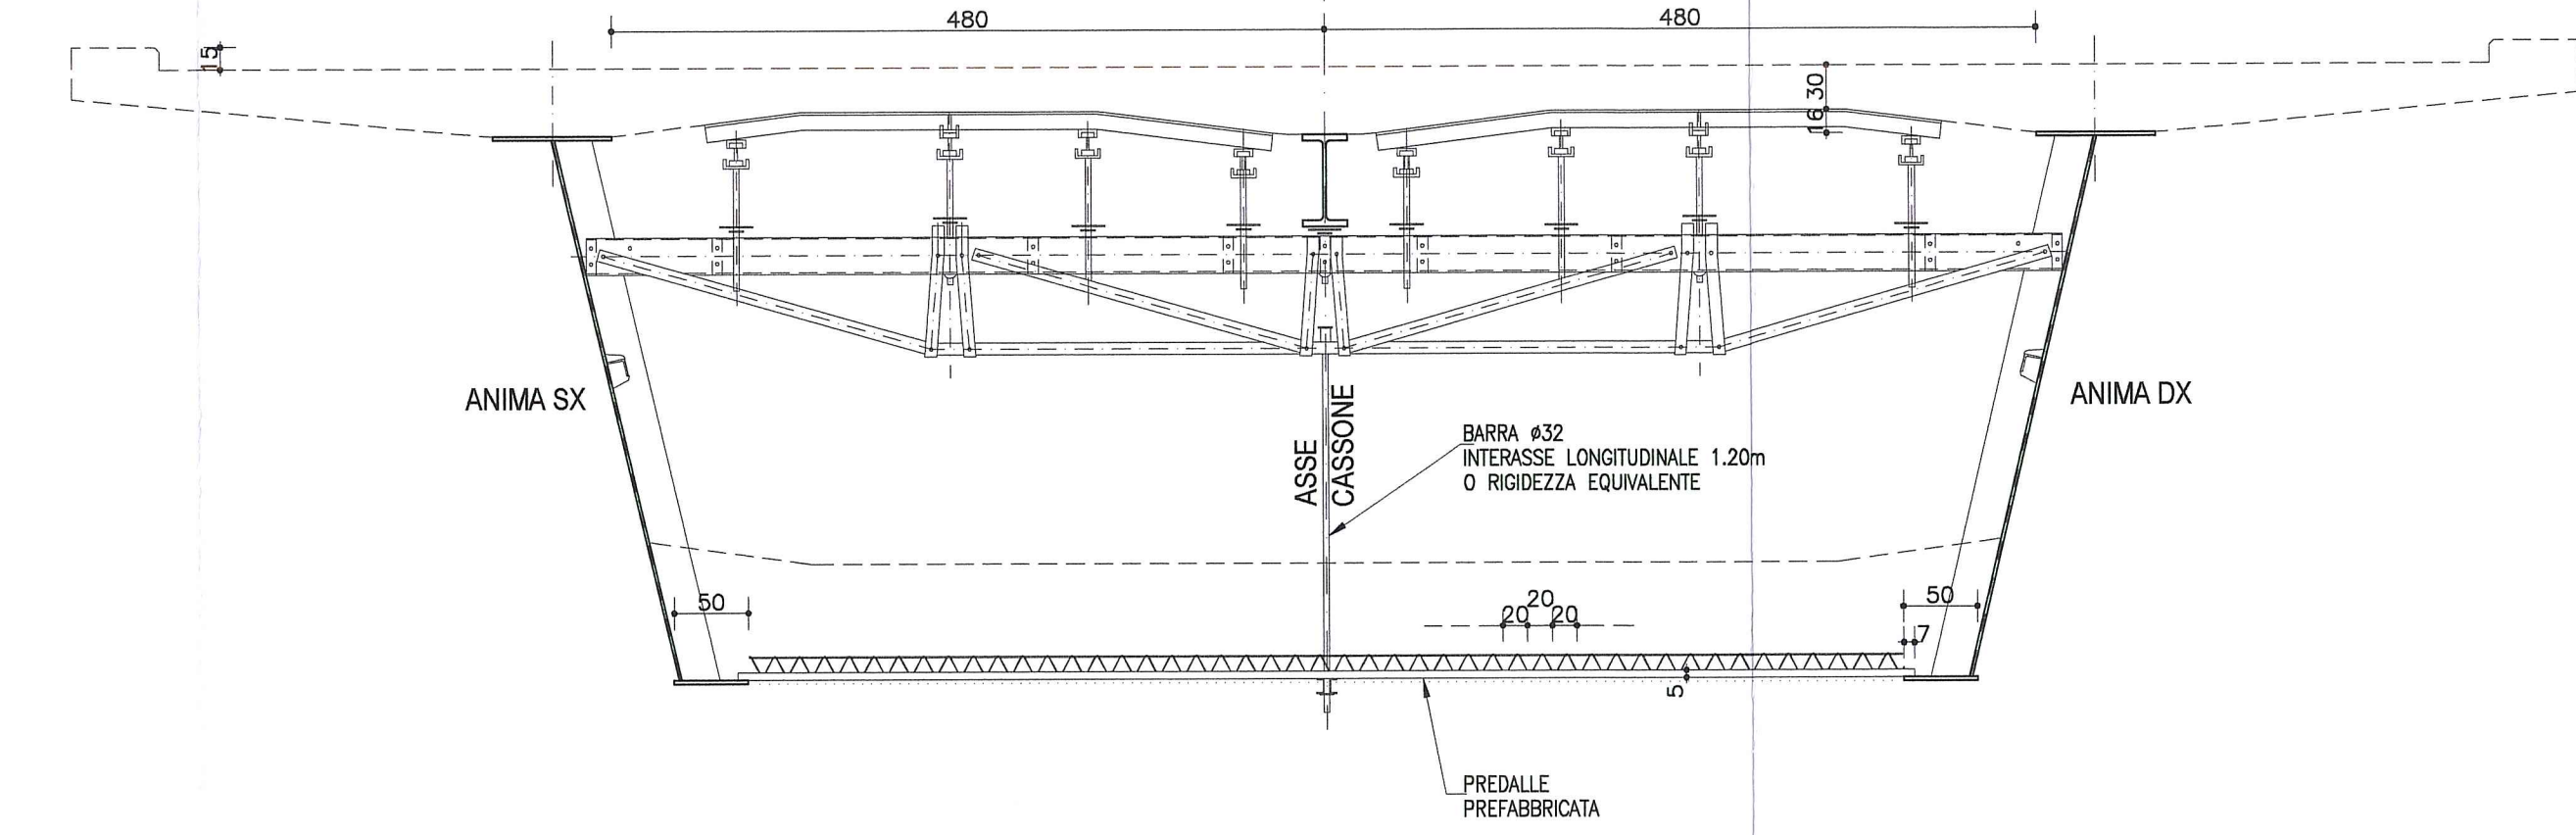 480
480
15
30
16
ANIMA SX
ANIMA DX
ASSE
CASSONE
BARRA ø32
INTERASSE LONGITUDINALE 1.20m
O RIGIDEZZA EQUIVALENTE
50
20
20
20
50
7
5
PREDALLE
PREFABBRICATA